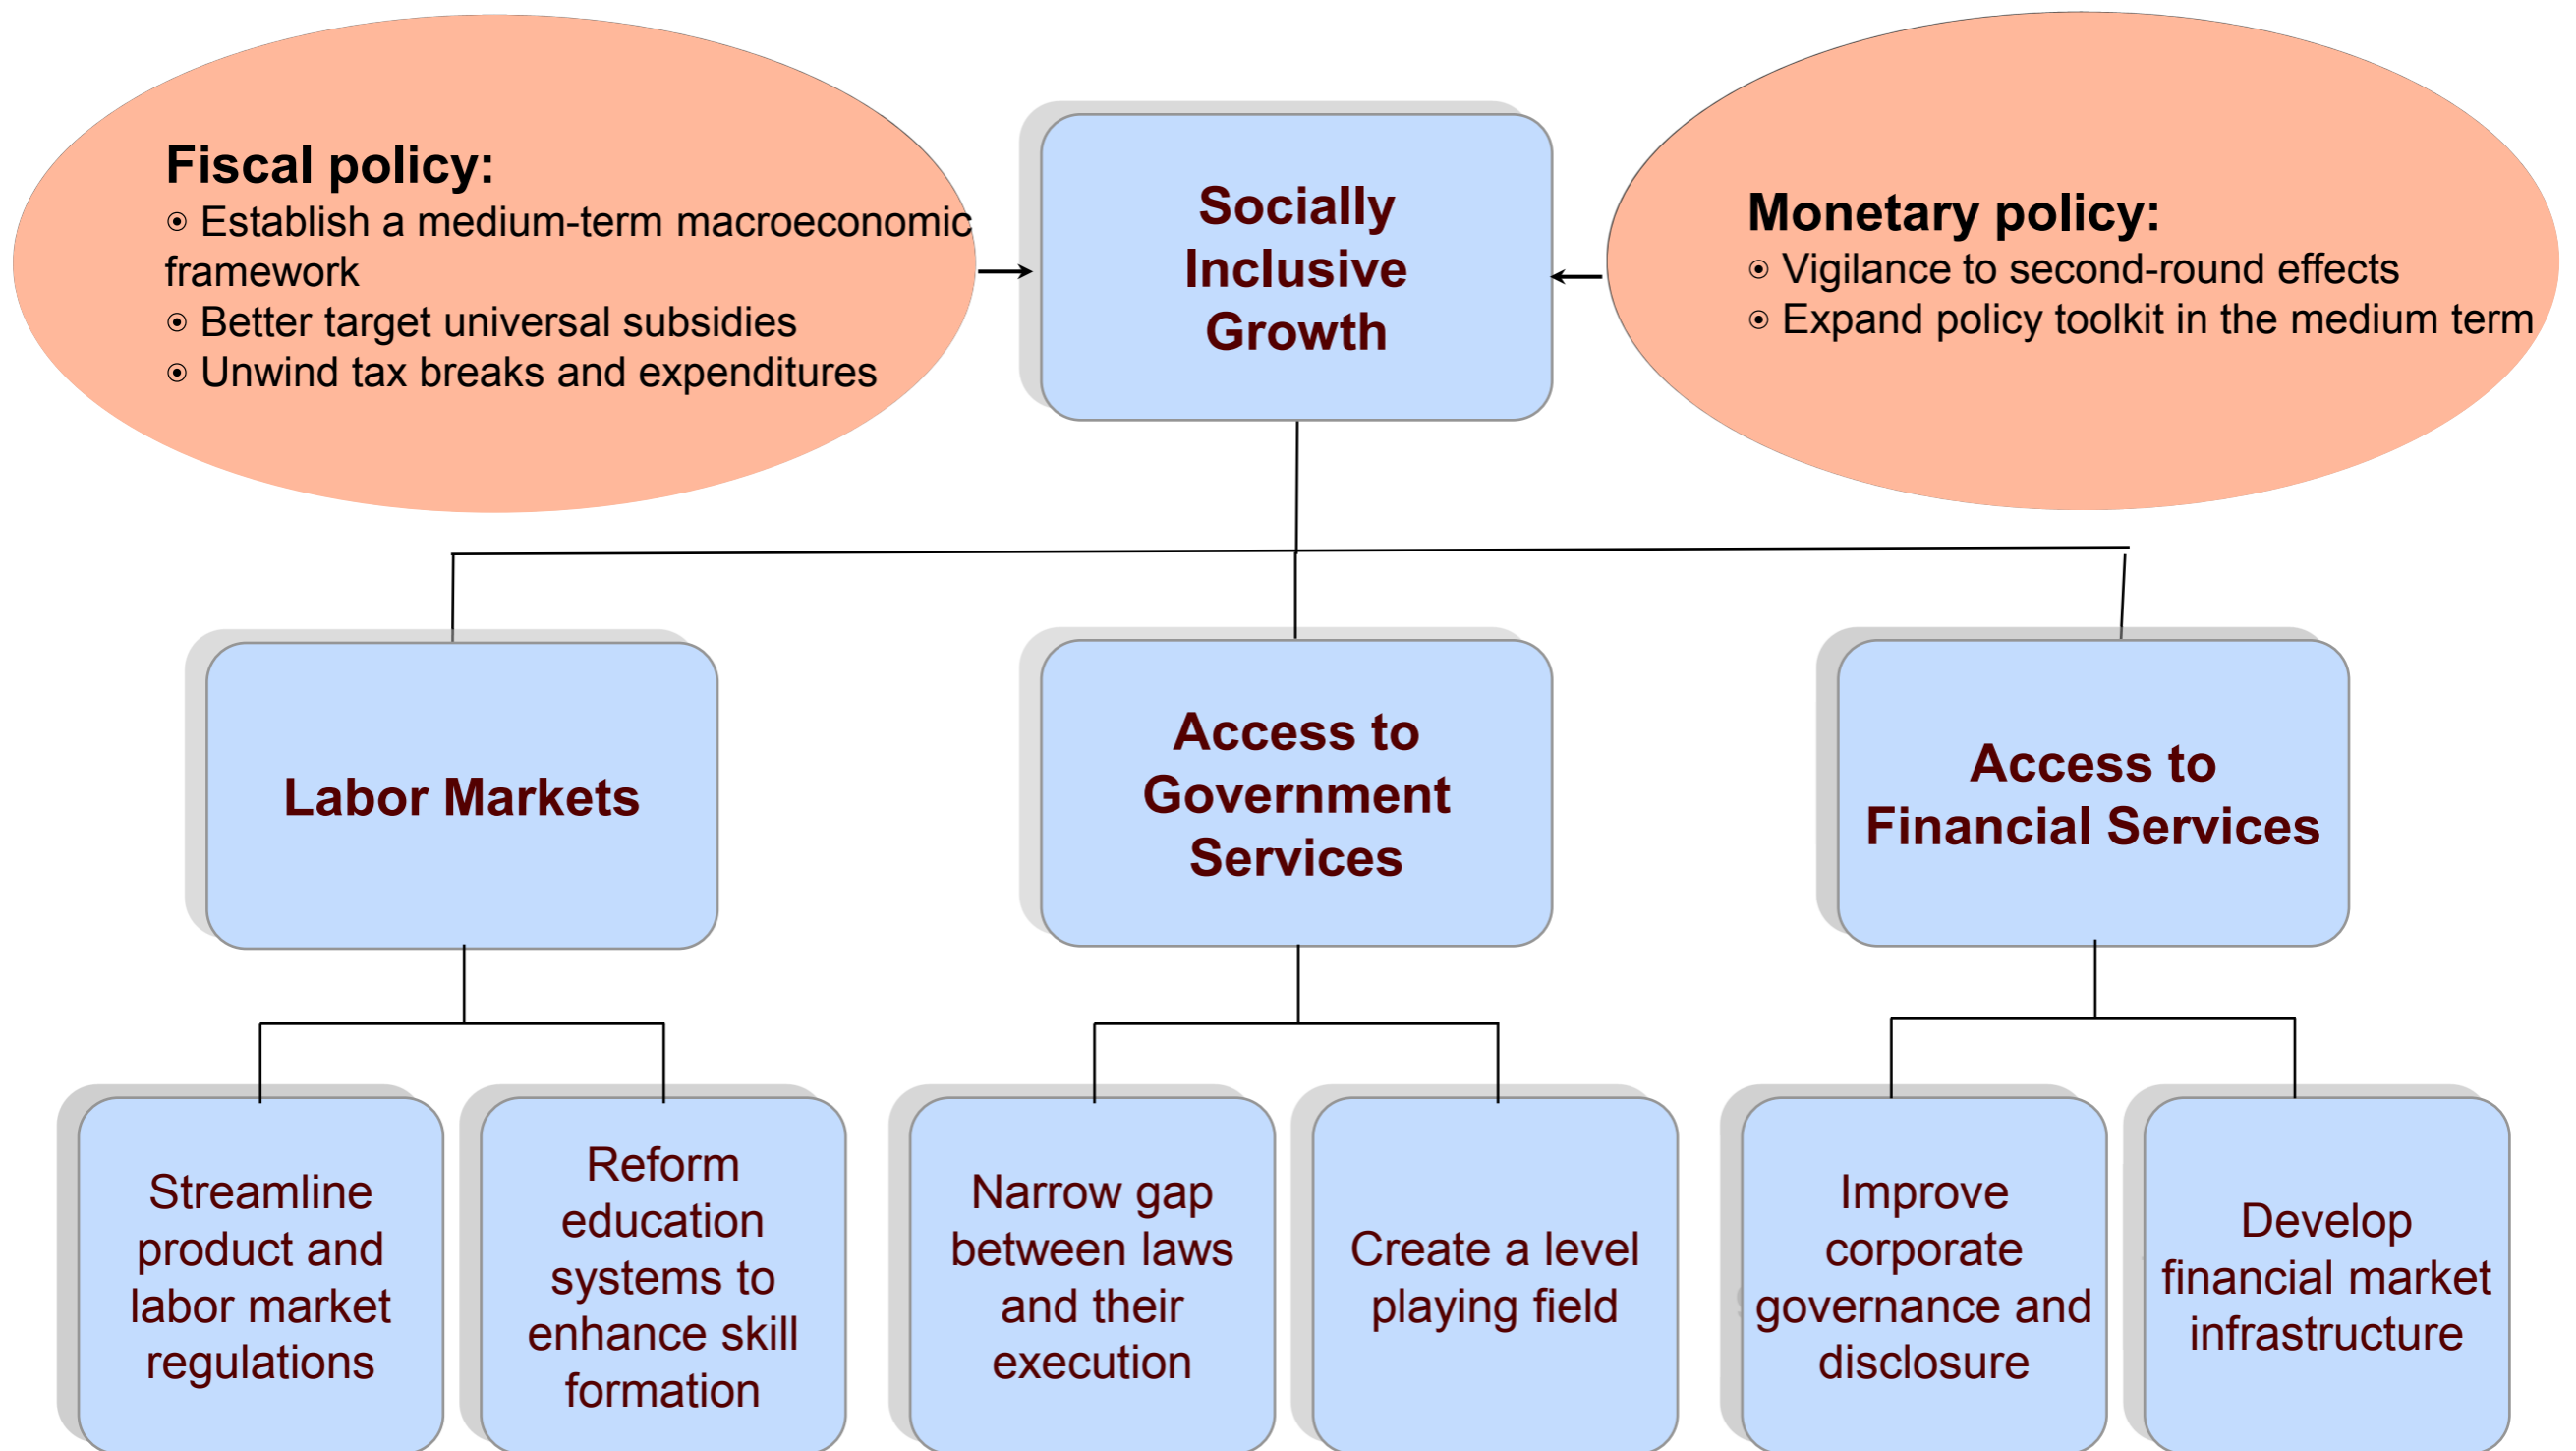 Fiscal policy:
⦿ Establish a medium-term macroeconomic
framework
⦿ Better target universal subsidies
⦿ Unwind tax breaks and expenditures
Socially
Inclusive
Growth
Monetary policy:
⦿ Vigilance to second-round effects
⦿ Expand policy toolkit in the medium term
Labor Markets
Access to
Government
Services
Access to
Financial Services
Streamline
product and
labor market
regulations
Reform
education
systems to
enhance skill
formation
Narrow gap
between laws
and their
execution
Create a level
playing field
Improve
corporate
governance and
disclosure
Develop
financial market
infrastructure